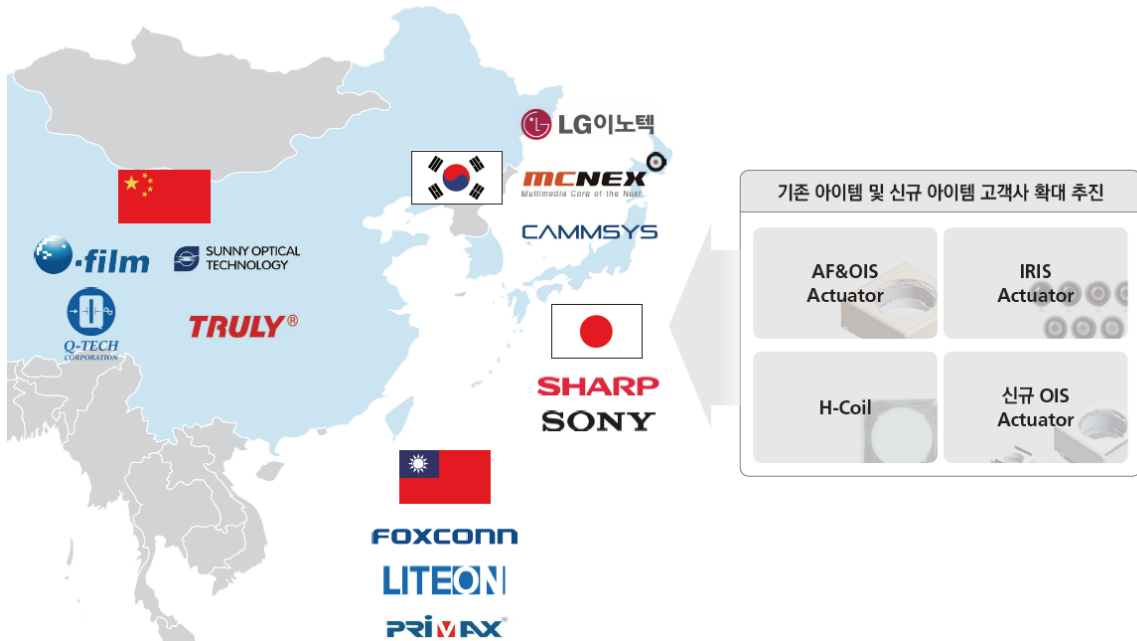 LG이노텍
MCNEX
Multimedia Core of the Next
CAMMSYS
-film
SUNNY OPTICAL
TECHNOLOGY
Q
Q-TECH
CORPORATION
TRULY®
SHARP
SONY
FOXCONN
LITEON
PRIMAX
기존 아이템 및 신규 아이템 고객사 확대 추진
AF&OIS
Actuator
IRIS
Actuator
H-Coil
신규 OIS
Actuator